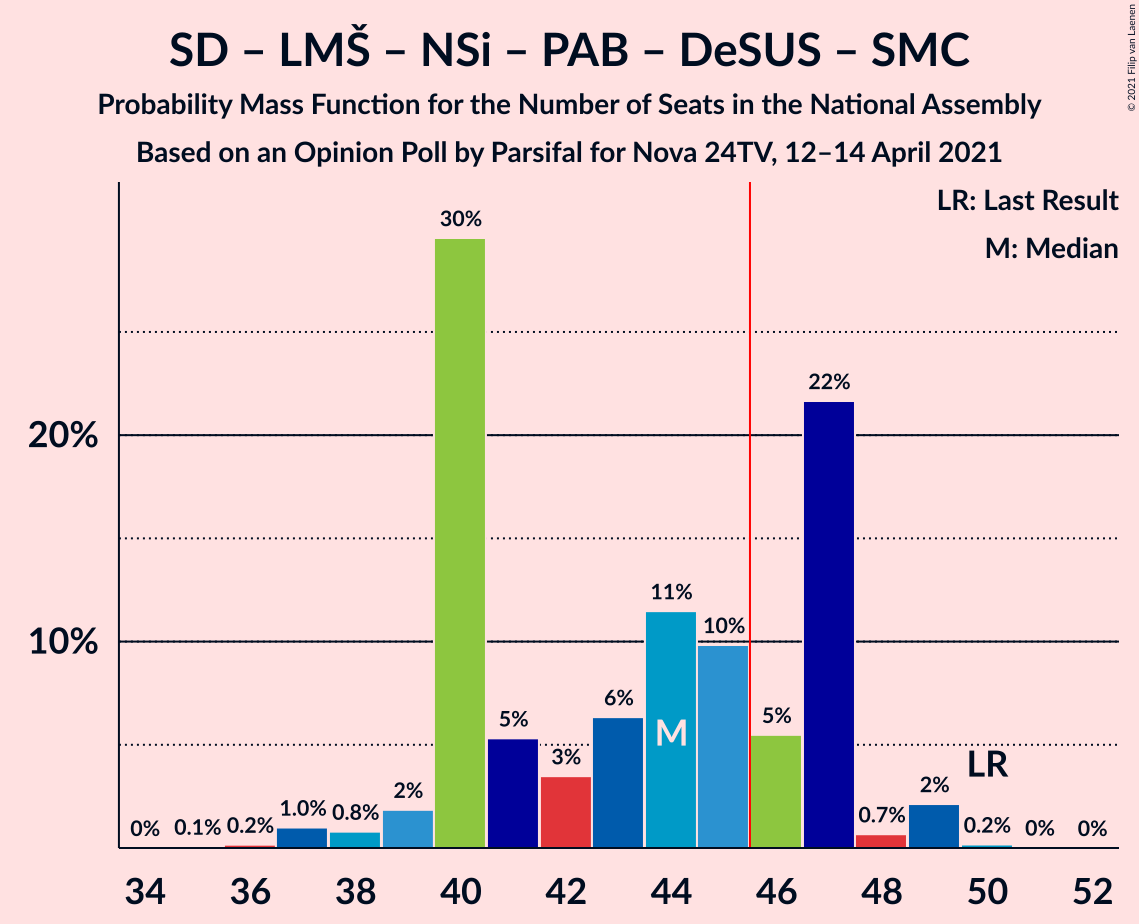 SD – LMŠ – NSi – PAB – DeSUS – SMC
Probability Mass Function for the Number of Seats in the National Assembly
Based on an Opinion Poll by Parsifal for Nova 24TV, 12–14 April 2021
© 2021 Filip van Laenen
LR: Last Result
M: Median
20%
10%
0%
0.1%
0.2%
1.0%
0.8%
2%
30%
5%
3%
6%
11%
M
10%
5%
22%
0.7%
2%
LR
0.2%
0%
0%
34 36 38 40 42 44 46 48 50 52